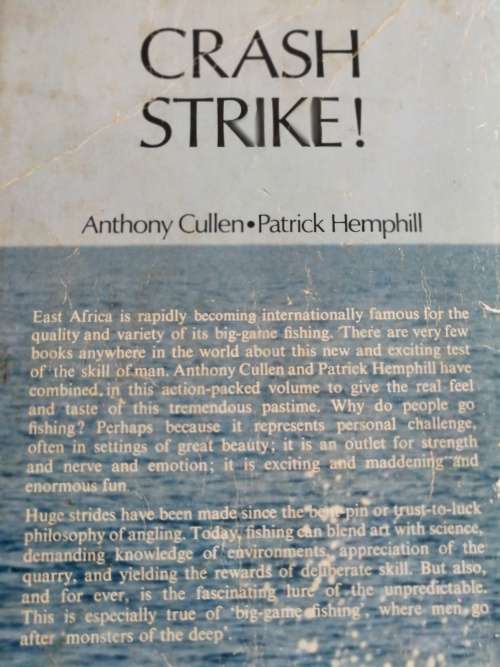 CRASH
STRIKE!
Anthony Cullen•Patrick Hemphill
East Africa is rapidly becoming internationally famous for the
quality and variety of its big-game fishing. There are very few
books anywhere in the world about this new and exciting test
of the skill of man. Anthony Cullen and Patrick Hemphill have
combined in this action-packed volume to give the real feel
and taste of this tremendous pastime. Why do people go
fishing? Perhaps because it represents personal challenge,
often in settings of great beauty; it is an outlet for strength
and nerve and emotion; it is exciting and maddening and
enormous fun.
Huge strides have been made since the bent-pin or trust-to-luck
philosophy of angling. Today, fishing can blend art with science,
demanding knowledge of environments, appreciation of the
quarry, and yielding the rewards of deliberate skill. But also,
and for ever, is the fascinating lure of the unpredictable.
This is especially true of 'big-game fishing', where men go
after 'monsters of the deep'.